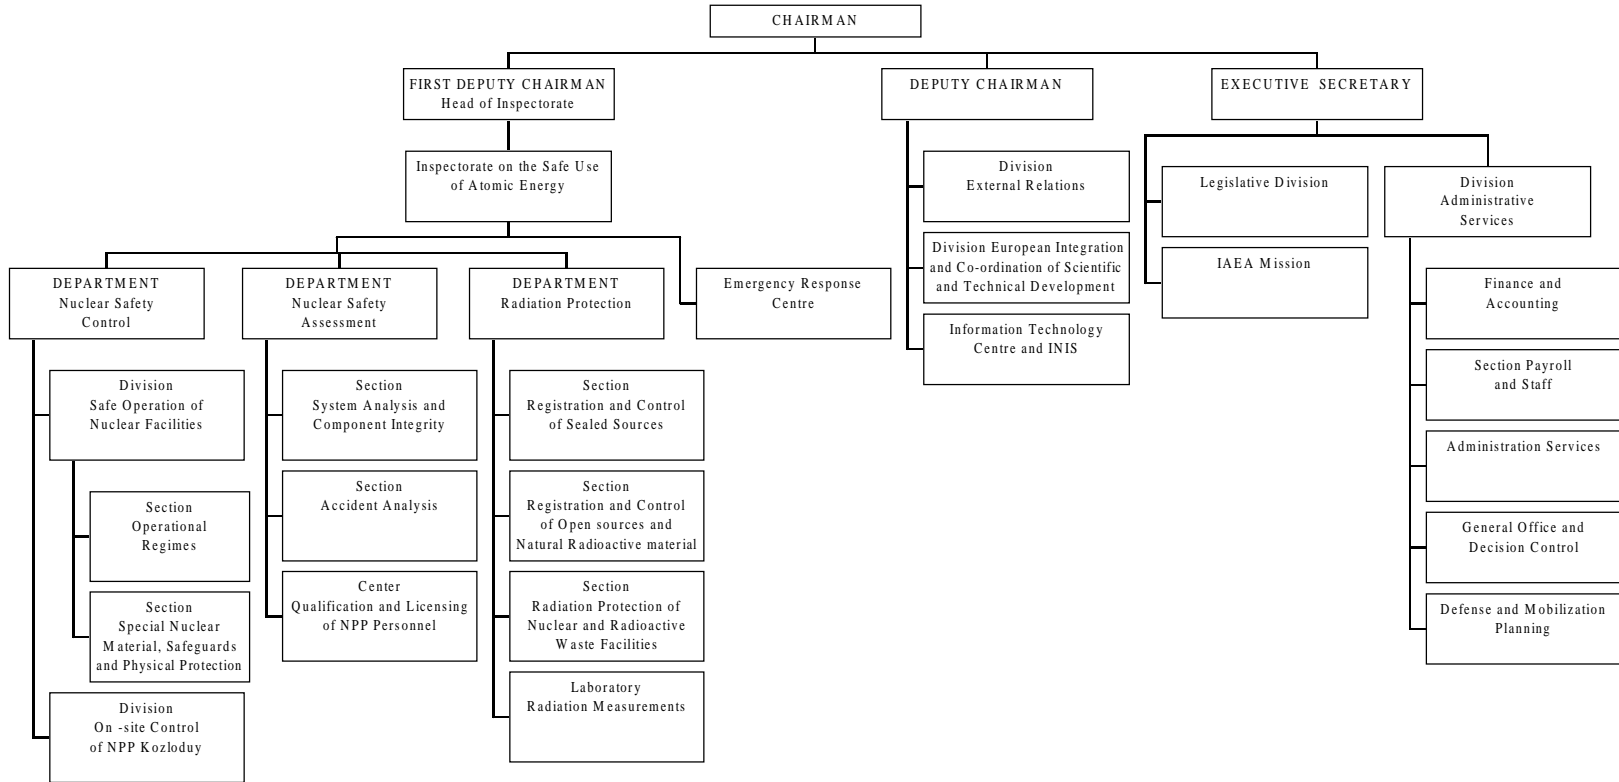 CHAIRMAN
FIRST DEPUTY CHAIRMAN
Head of Inspectorate
DEPUTY CHAIRMAN
EXECUTIVE SECRETARY
Inspectorate on the Safe Use
of Atomic Energy
Division
External Relations
Legislative Division
Division
Administrative
Services
Division European Integration
and Co-ordination of Scientific
and Technical Development
IAEA Mission
DEPARTMENT
Nuclear Safety
Control
DEPARTMENT
Nuclear Safety
Assessment
DEPARTMENT
Radiation Protection
Emergency Response
Centre
Finance and
Accounting
Information Technology
Centre and INIS
Division
Safe Operation of
Nuclear Facilities
Section
System Analysis and
Component Integrity
Section
Registration and Control
of Sealed Sources
Section Payroll
and Staff
Administration Services
Section
Operational
Regimes
Section
Accident Analysis
Section
Registration and Control
of Open sources and
Natural Radioactive material
General Office and
Decision Control
Section
Special Nuclear
Material, Safeguards
and Physical Protection
Center
Qualification and Licensing
of NPP Personnel
Section
Radiation Protection of
Nuclear and Radioactive
Waste Facilities
Defense and Mobilization
Planning
Division
On -site Control
of NPP Kozloduy
Laboratory
Radiation Measurements